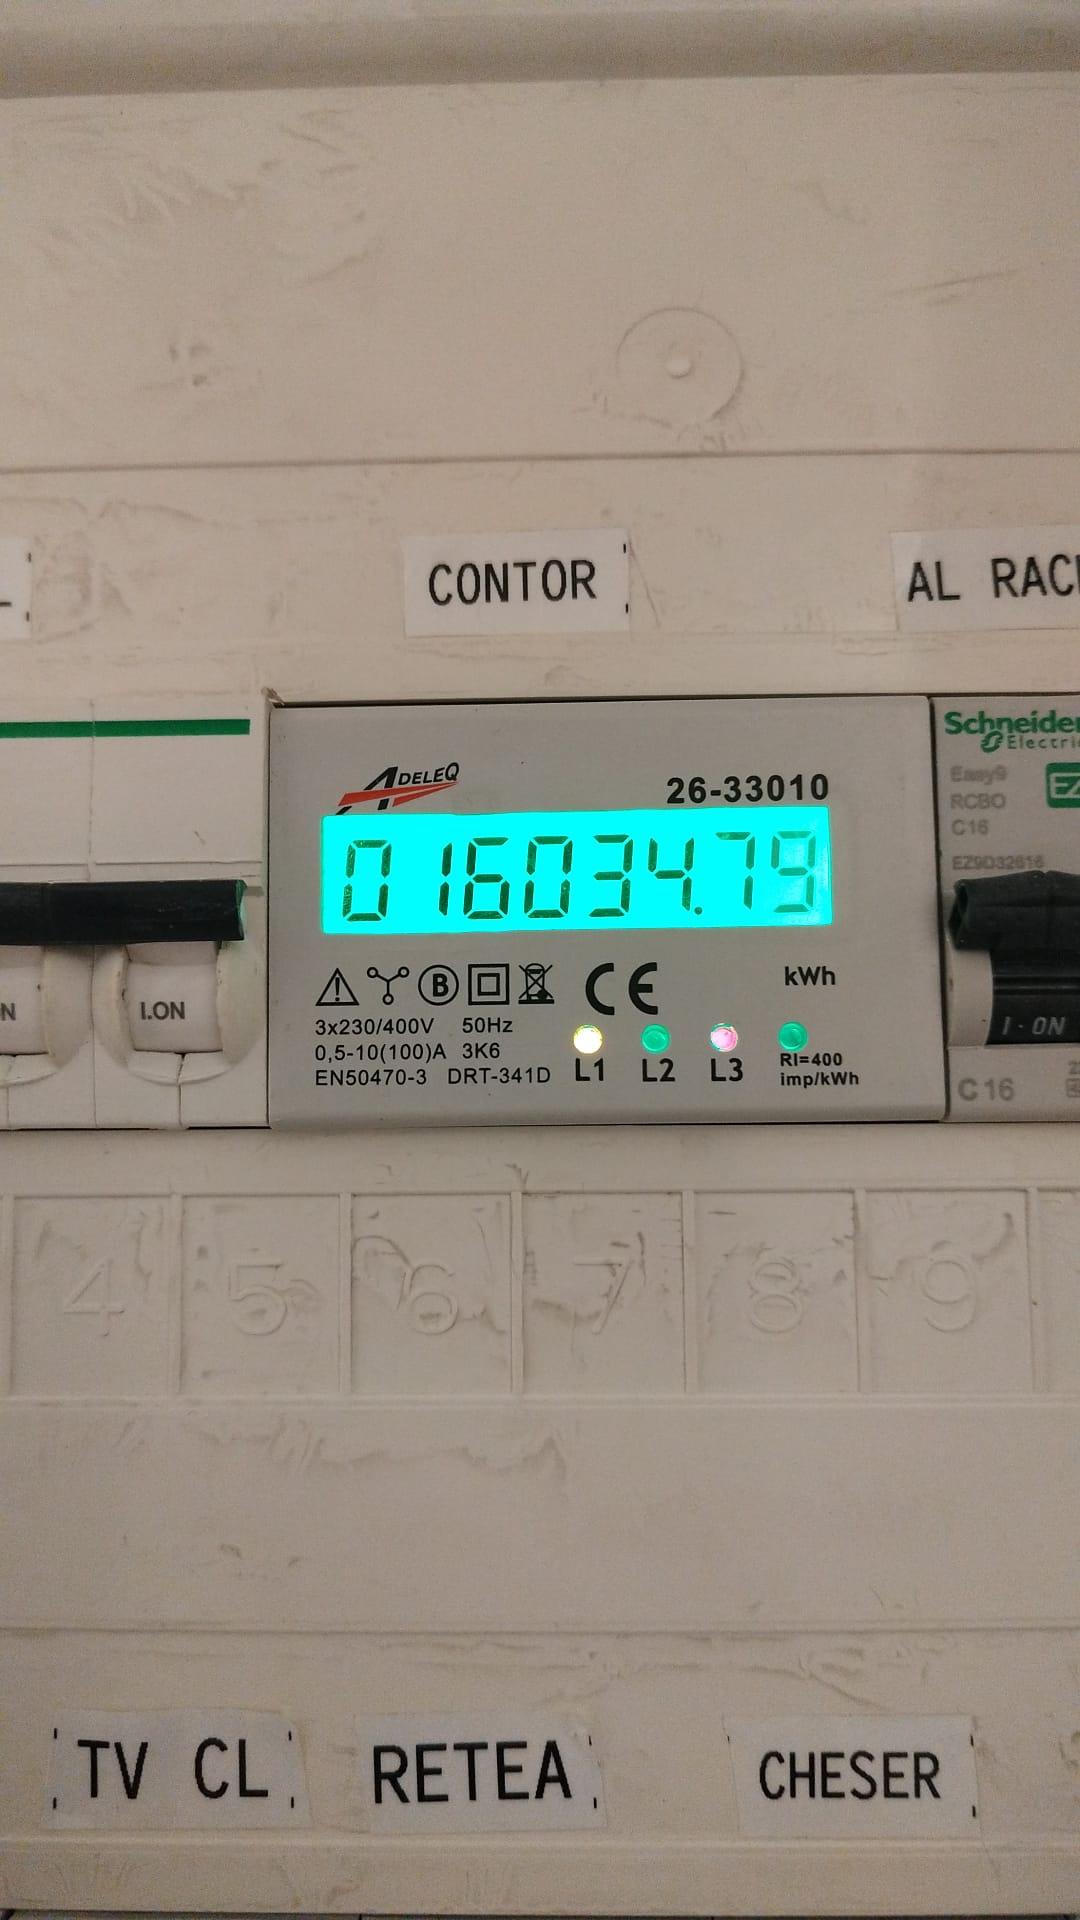 CONTOR
AL RAC
ADELEQ
26-33010
016034.79
kWh
B
CE
3x230/400V 50Hz
0,5-10(100)A 3K6
EN50470-3 DRT-341D
L1 L2 L3
RI=400
imp/kWh
I.ON
Schneider
Electric
Easy9
RCBO
C16
EZ9D32616
I·ON
C16
4 5 6 7 8 9
TV CL
RETEA
CHESER